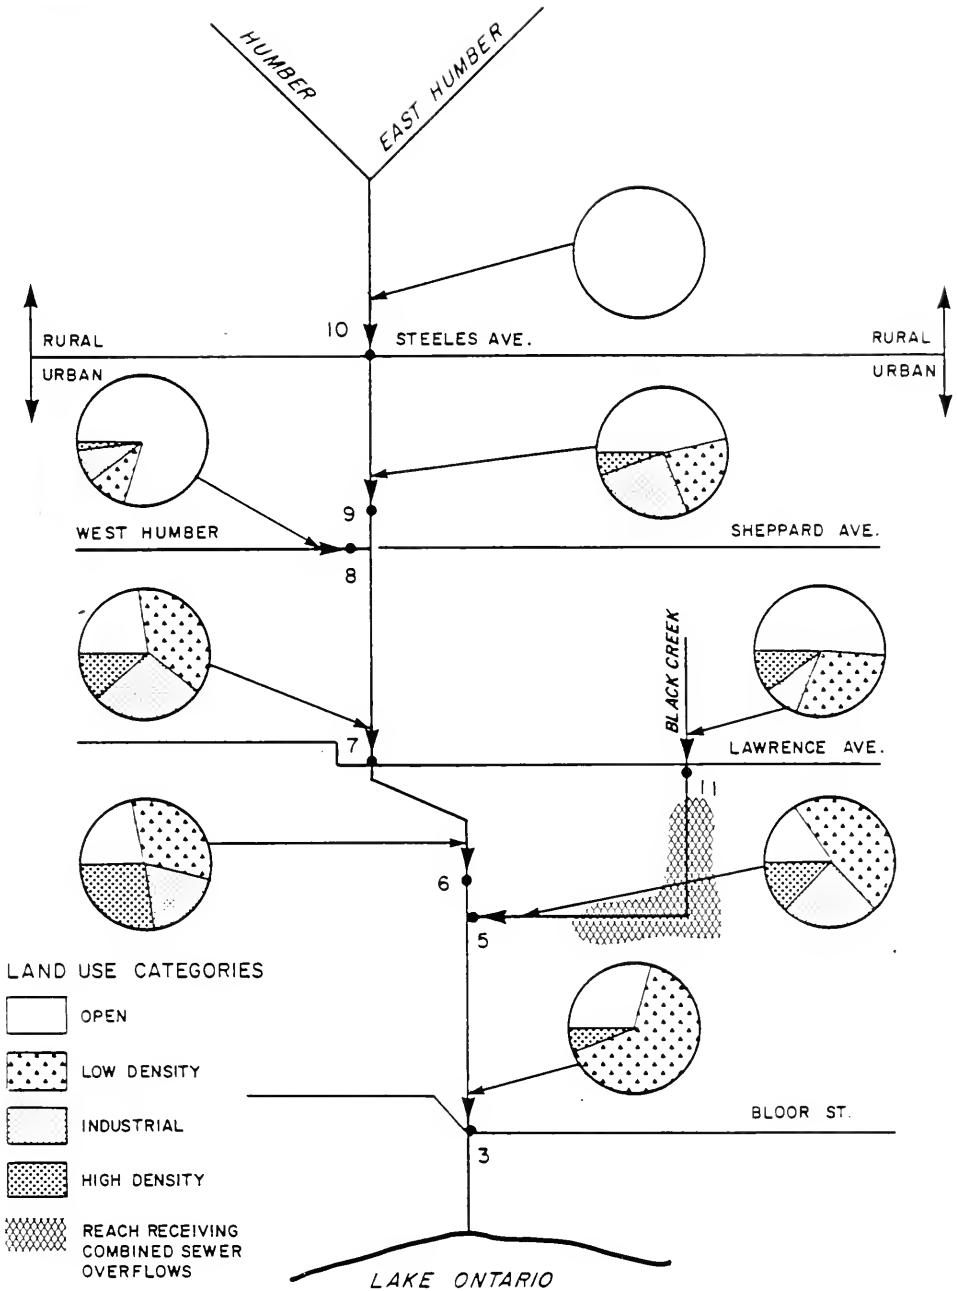 HUMBER
EAST HUMBER
10
STEELES AVE.
RURAL
RURAL
URBAN
URBAN
9
WEST HUMBER
SHEPPARD AVE.
8
BLACK CREEK
7
LAWRENCE AVE.
11
6
5
LAND USE CATEGORIES
OPEN
LOW DENSITY
INDUSTRIAL
HIGH DENSITY
REACH RECEIVING
COMBINED SEWER
OVERFLOWS
BLOOR ST.
3
LAKE ONTARIO